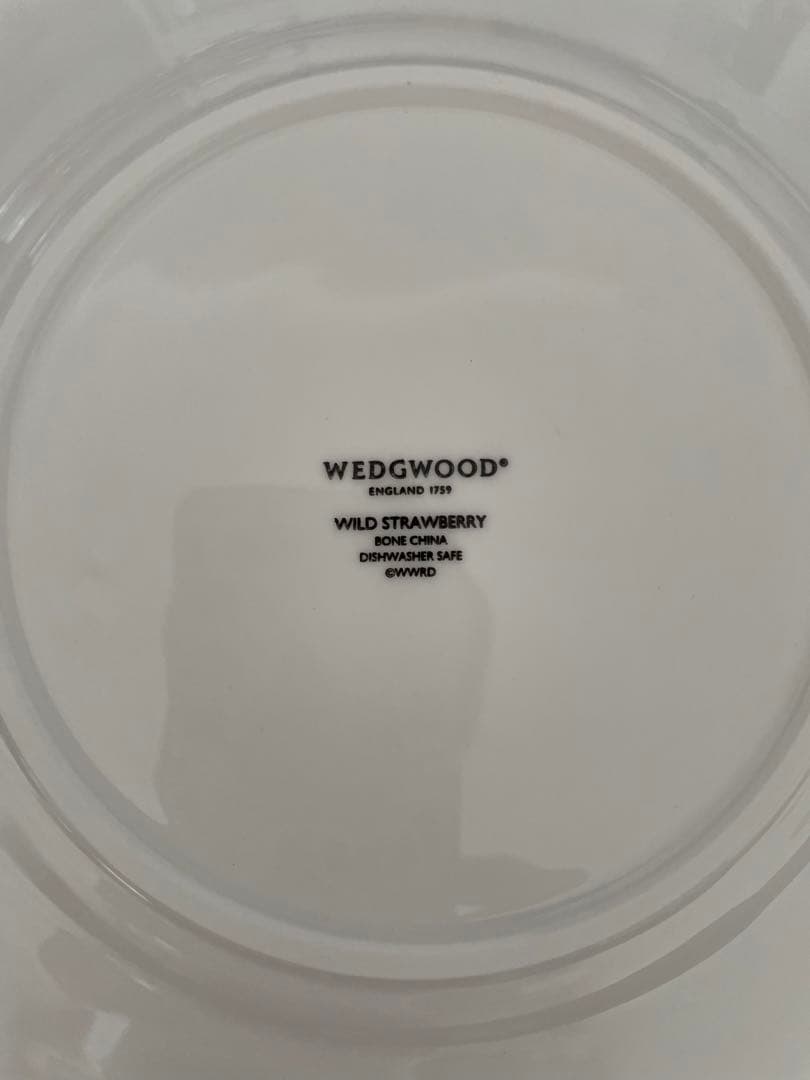 WEDGWOOD®
ENGLAND 1759
WILD STRAWBERRY
BONE CHINA
DISHWASHER SAFE
©WWRD